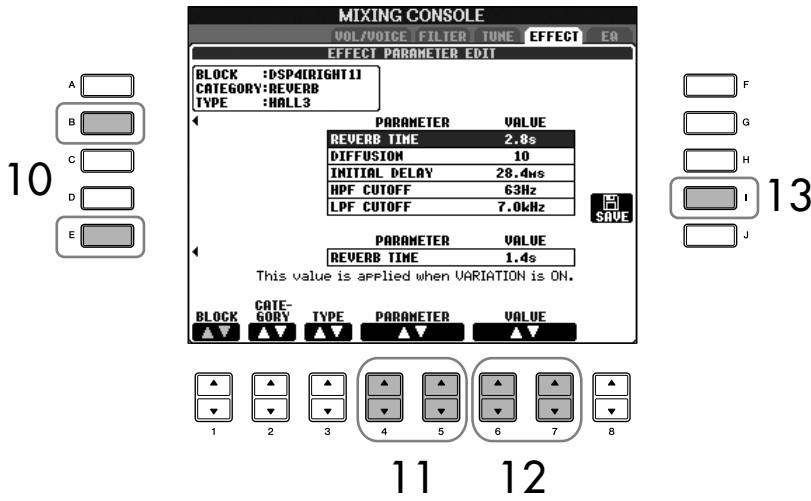 MIXING CONSOLE
VOL/VOICE FILTER TUNE EFFECT EQ
EFFECT PARAMETER EDIT
BLOCK :DSP4[RIGHT1]
CATEGORY:REVERB
TYPE :HALL3
PARAMETER VALUE
REVERB TIME 2.8s
DIFFUSION 10
INITIAL DELAY 28.4ms
HPF CUTOFF 63Hz
LPF CUTOFF 7.0kHz
SAVE
PARAMETER VALUE
REVERB TIME 1.4s
This value is applied when VARIATION is ON.
BLOCK CATE-GORY TYPE PARAMETER VALUE
A
B
C
D
E
10
F
G
H
I
J
13
1 2 3 4 5 6 7 8
11 12